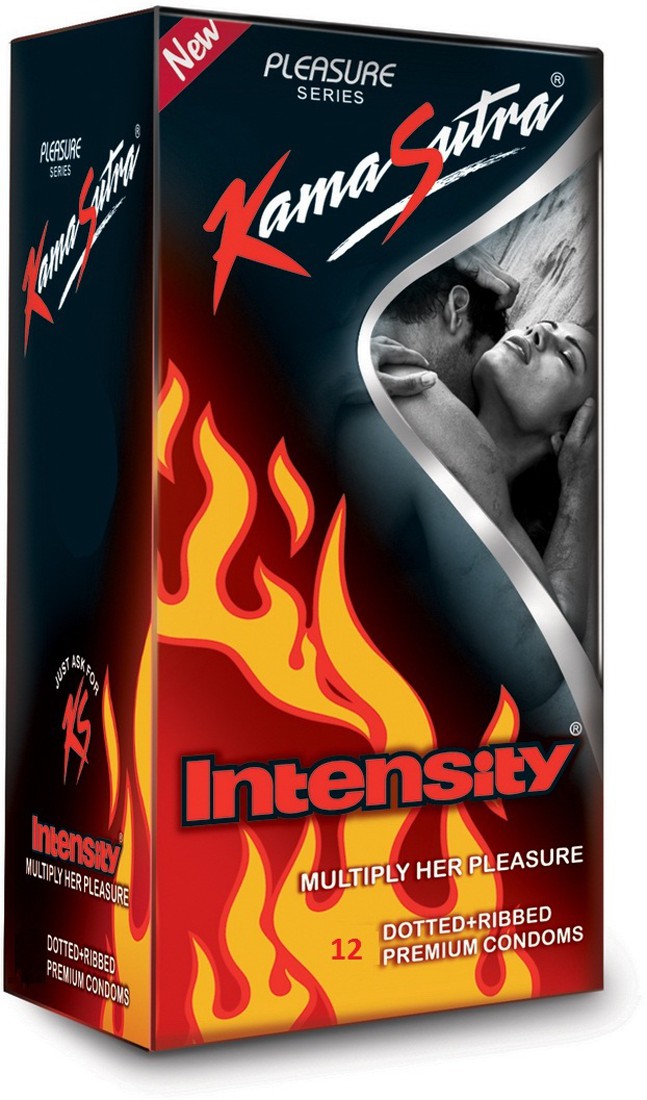 New
PLEASURE
SERIES
KamaSutra®
Intensity®
MULTIPLY HER PLEASURE
12
DOTTED+RIBBED
PREMIUM CONDOMS
PLEASURE
SERIES
KamaSutra®
JUST ASK FOR
KS
Intensity®
MULTIPLY HER PLEASURE
DOTTED+RIBBED
PREMIUM CONDOMS